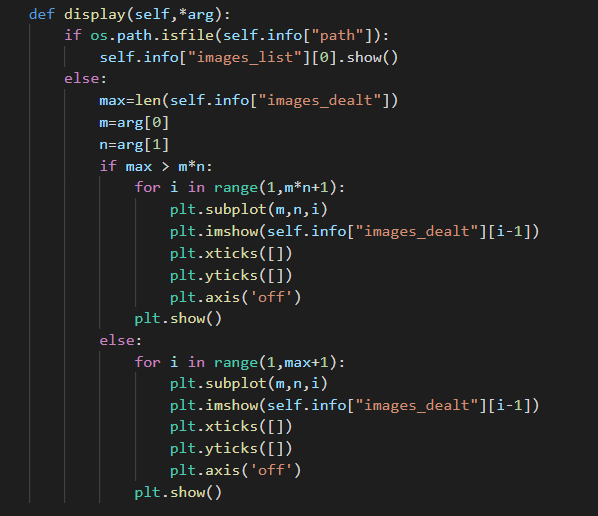 def display(self,*arg):
    if os.path.isfile(self.info["path"]):
        self.info["images_list"][0].show()
    else:
        max=len(self.info["images_dealt"])
        m=arg[0]
        n=arg[1]
        if max > m*n:
            for i in range(1,m*n+1):
                plt.subplot(m,n,i)
                plt.imshow(self.info["images_dealt"][i-1])
                plt.xticks([])
                plt.yticks([])
                plt.axis('off')
            plt.show()
        else:
            for i in range(1,max+1):
                plt.subplot(m,n,i)
                plt.imshow(self.info["images_dealt"][i-1])
                plt.xticks([])
                plt.yticks([])
                plt.axis('off')
            plt.show()